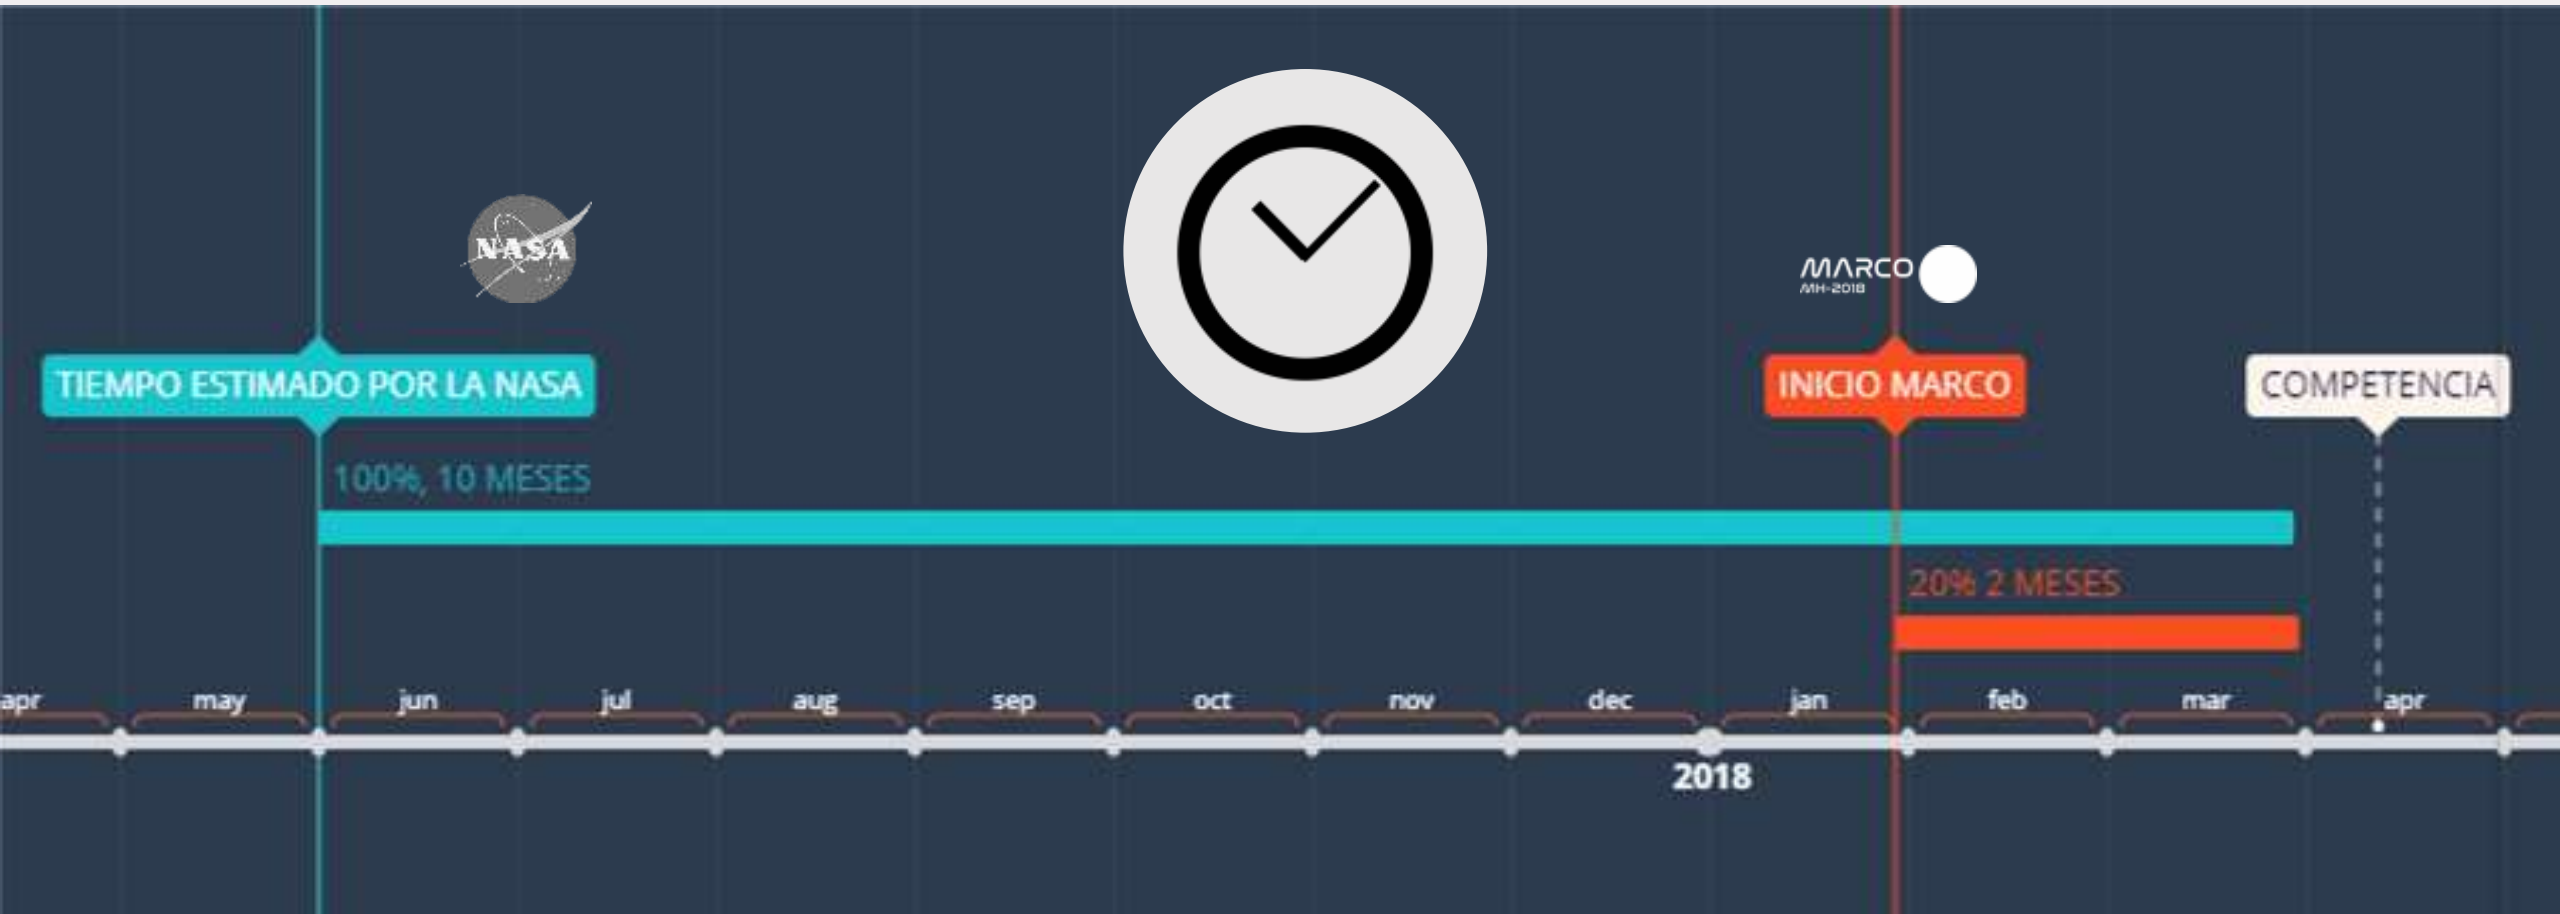 NASA
MARCO
MH-2018
TIEMPO ESTIMADO POR LA NASA
INICIO MARCO
COMPETENCIA
100%, 10 MESES
20% 2 MESES
apr may jun jul aug sep oct nov dec jan feb mar apr
2018